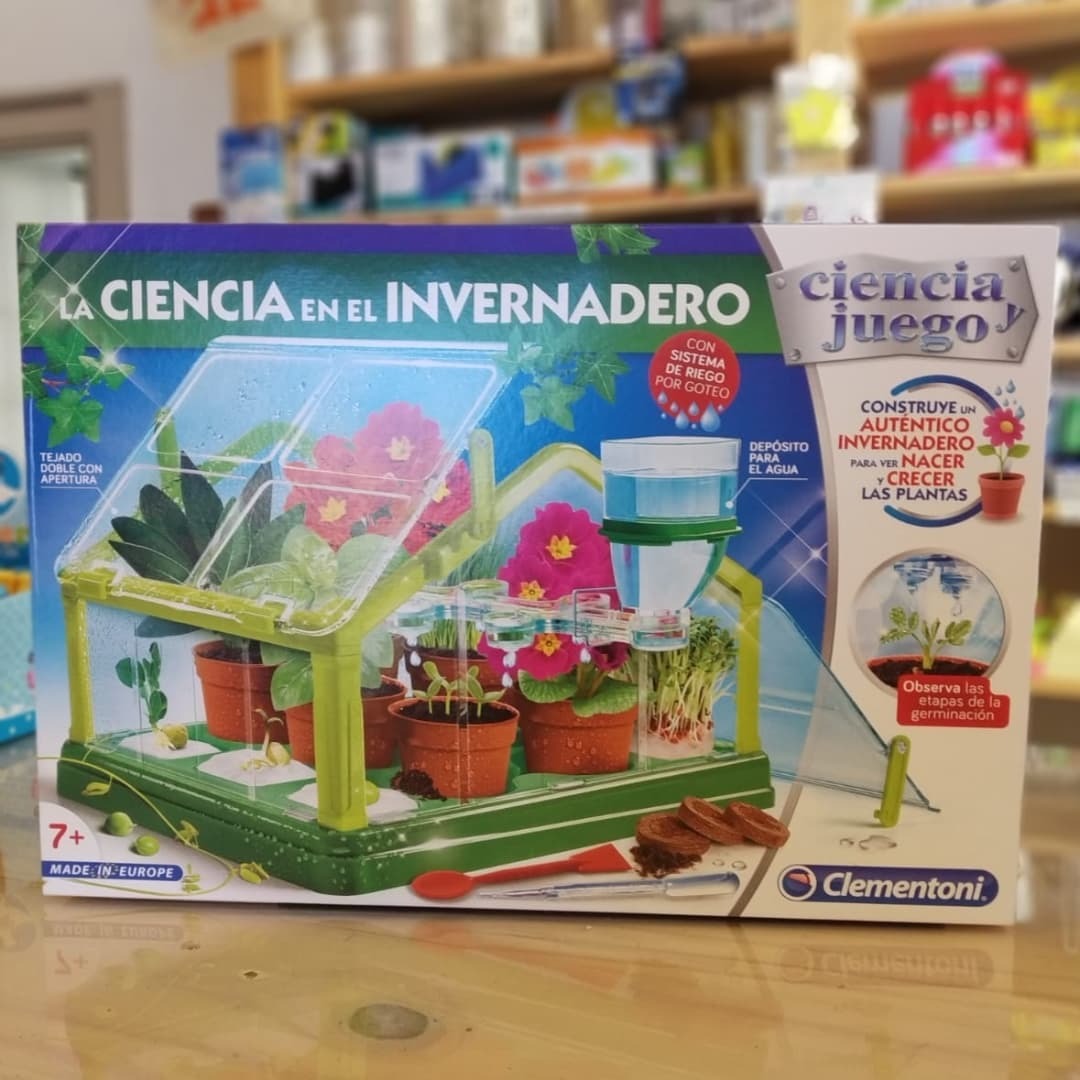 LA CIENCIA EN EL INVERNADERO
ciencia y
juego
CON
SISTEMA
DE RIEGO
POR GOTEO
TEJADO
DOBLE CON
APERTURA
DEPÓSITO
PARA
EL AGUA
CONSTRUYE UN
AUTÉNTICO
INVERNADERO
PARA VER NACER
Y CRECER
LAS PLANTAS
Observa las
etapas de la
germinación
7+
MADE IN EUROPE
Clementoni